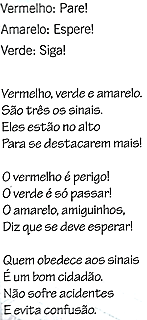 Vermelho: Pare!
Amarelo: Espere!
Verde: Siga!
Vermelho, verde e amarelo.
São três os sinais.
Eles estão no alto
Para se destacarem mais!
O vermelho é perigo!
O verde é só passar!
O amarelo, amiguinhos,
Diz que se deve esperar!
Quem obedece aos sinais
É um bom cidadão.
Não sofre acidentes
E evita confusão.